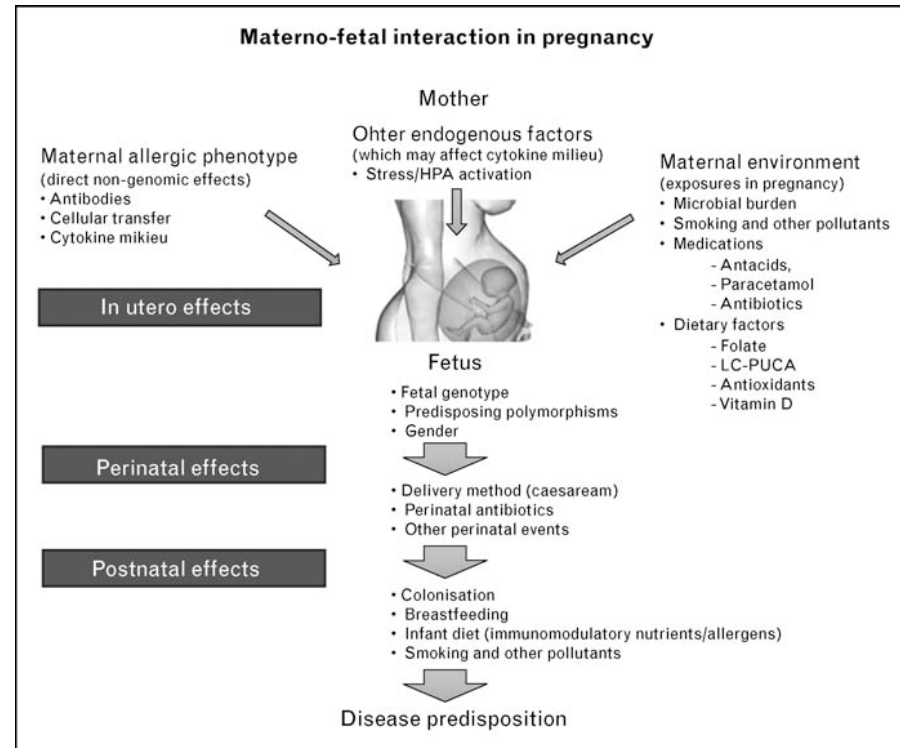 Materno-fetal interaction in pregnancy
Mother
Ohter endogenous factors
(which may affect cytokine milieu)
• Stress/HPA activation
Maternal allergic phenotype
(direct non-genomic effects)
• Antibodies
• Cellular transfer
• Cytokine mikieu
Maternal environment
(exposures in pregnancy)
• Microbial burden
• Smoking and other pollutants
• Medications
- Antacids,
- Paracetamol
- Antibiotics
• Dietary factors
- Folate
- LC-PUCA
- Antioxidants
- Vitamin D
In utero effects
Fetus
• Fetal genotype
• Predisposing polymorphisms
• Gender
Perinatal effects
• Delivery method (caesaream)
• Perinatal antibiotics
• Other perinatal events
Postnatal effects
• Colonisation
• Breastfeeding
• Infant diet (immunomodulatory nutrients/allergens)
• Smoking and other pollutants
Disease predisposition